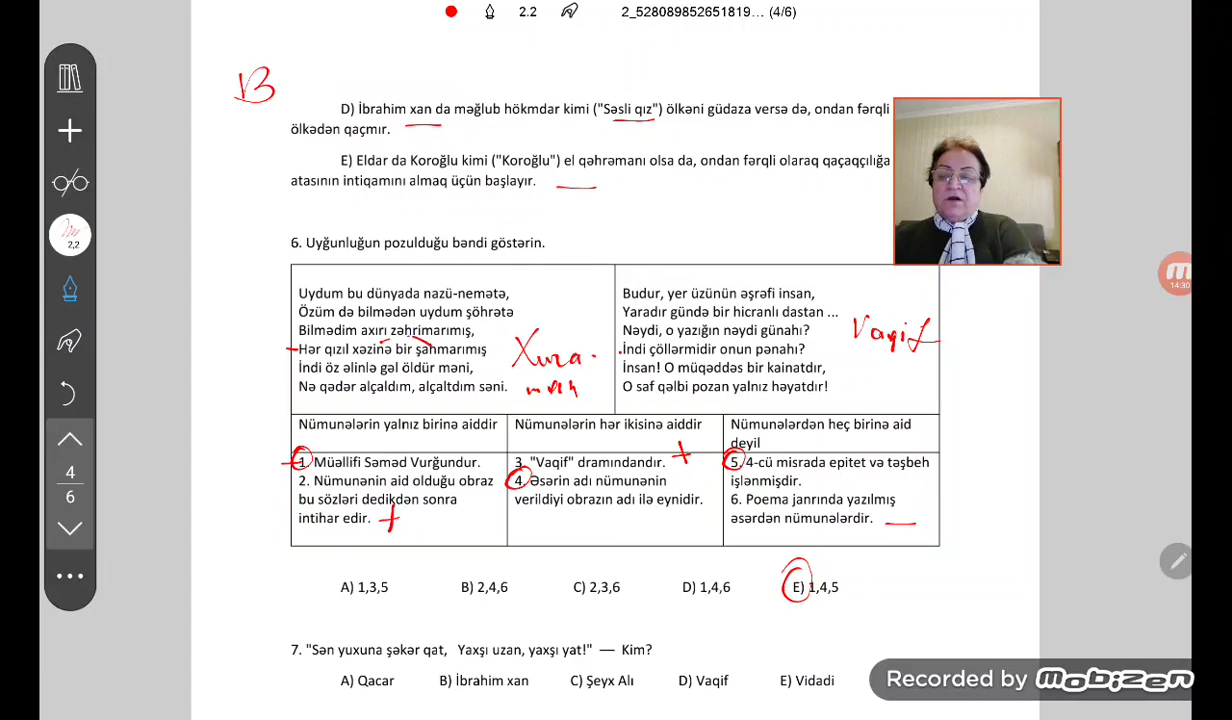 2.2 2_528089852651819... (4/6)
B
D) İbrahim xan da məğlub hökmdar kimi ("Səsli qız") ölkəni güdaza versə də, ondan fərqli
ölkədən qaçmır.
E) Eldar da Koroğlu kimi ("Koroğlu") el qəhrəmanı olsa da, ondan fərqli olaraq qaçaqçılığa
atasının intiqamını almaq üçün başlayır.
6. Uyğunluğun pozulduğu bəndi göstərin.
Uydum bu dünyada nazü-nemətə,
Özüm də bilmədən uydum şöhrətə
Bilmədim axırı zəhrimarımış,
Hər qızıl xəzinə bir şahmarımış
İndi öz əlinlə gəl öldür məni,
Nə qədər alçaldım, alçaltdım səni.
Xura-
man
Budur, yer üzünün əşrəfi insan,
Yaradır gündə bir hicranlı dastan ...
Nəydi, o yazığın nəydi günahı?
İndi çöllərmidir onun pənahı?
İnsan! O müqəddəs bir kainatdır,
O saf qəlbi pozan yalnız həyatdır!
Vaqif
Nümunələrin yalnız birinə aiddir
Nümunələrin hər ikisinə aiddir
Nümunələrdən heç birinə aid
deyil
1. Müəllifi Səməd Vurğundur.
2. Nümunənin aid olduğu obraz
bu sözləri dedikdən sonra
intihar edir.
3. "Vaqif" dramındandır.
4. Əsərin adı nümunənin
verildiyi obrazın adı ilə eynidir.
5. 4-cü misrada epitet və təşbeh
işlənmişdir.
6. Poema janrında yazılmış
əsərdən nümunələrdir.
A) 1,3,5 B) 2,4,6 C) 2,3,6 D) 1,4,6 E) 1,4,5
7. "Sən yuxuna şəkər qat, Yaxşı uzan, yaxşı yat!" — Kim?
A) Qacar B) İbrahim xan C) Şeyx Alı D) Vaqif E) Vidadi
2,2
4
6
14:30
Recorded by mobizen